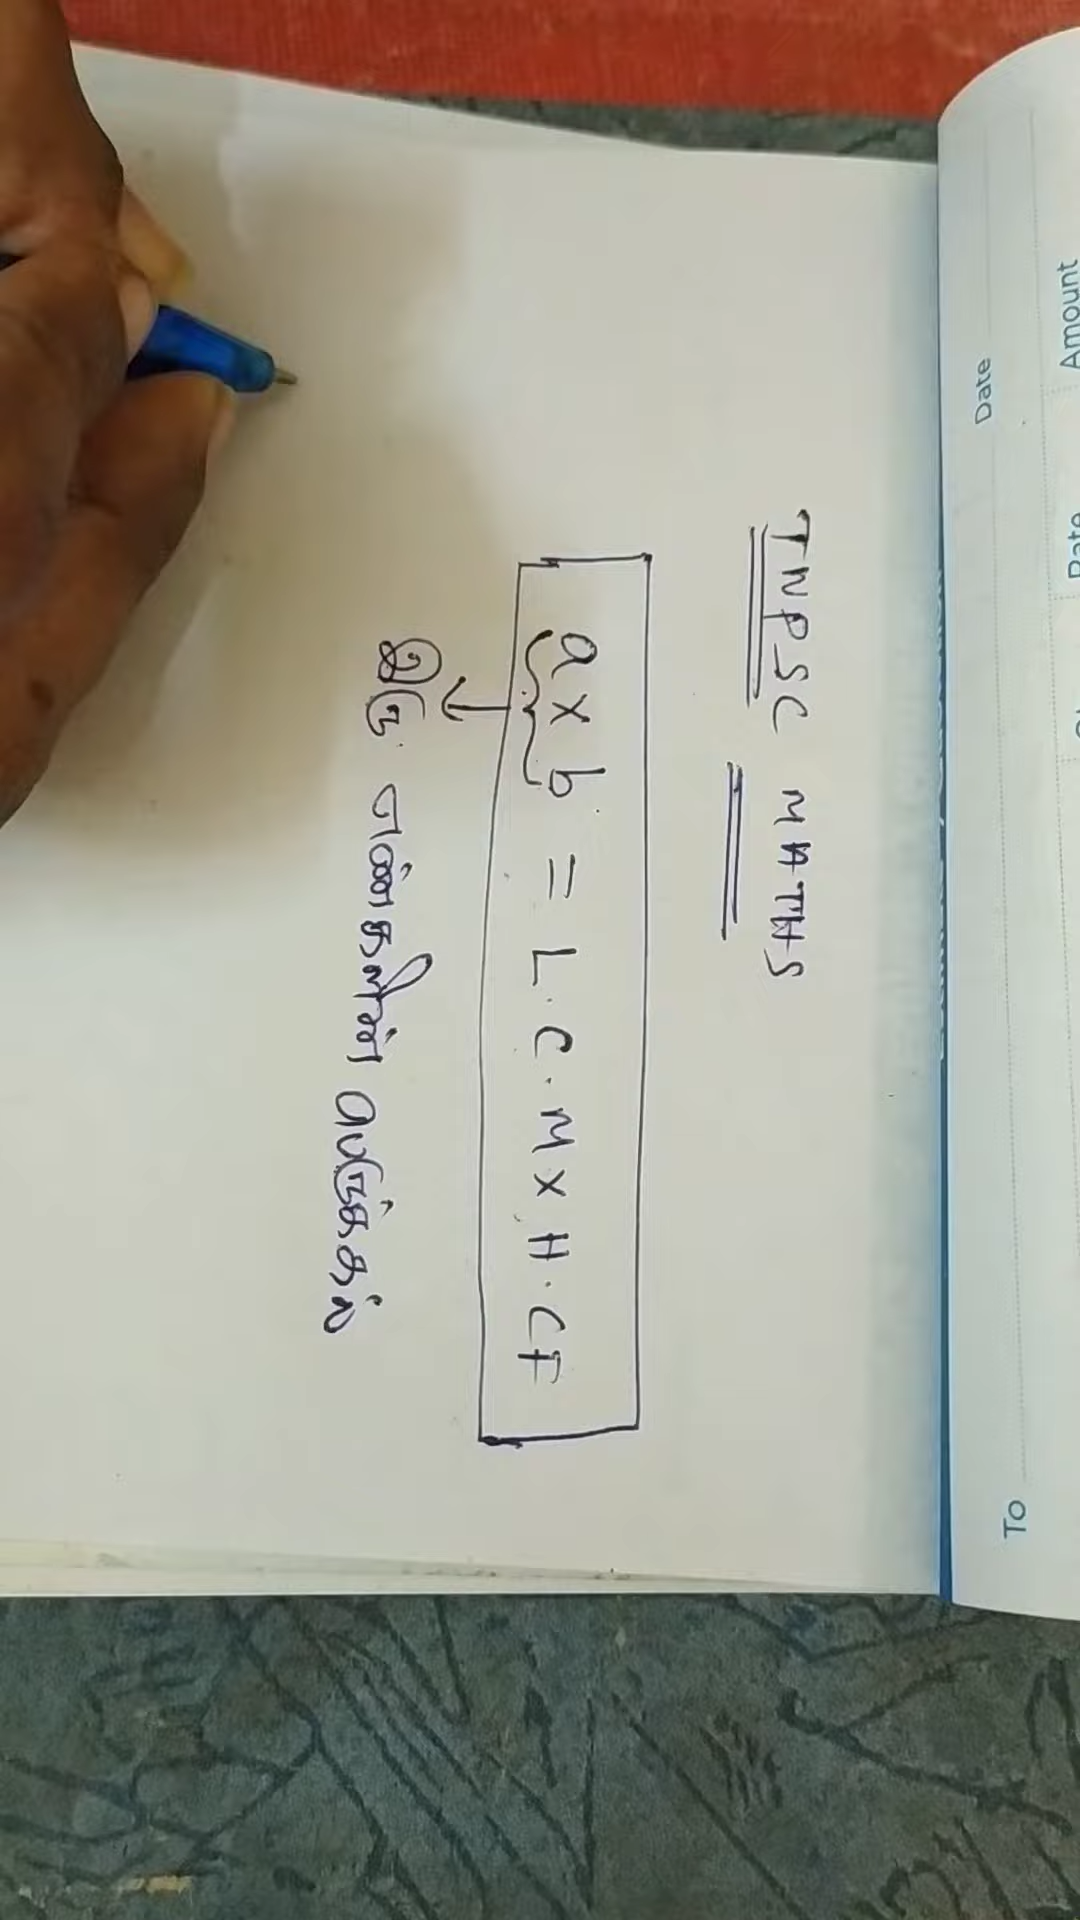 TNPSC MATHS
a x b = L.C.M x H.CF
இரு எண்களின் பெருக்கல்
Date
To
Amount